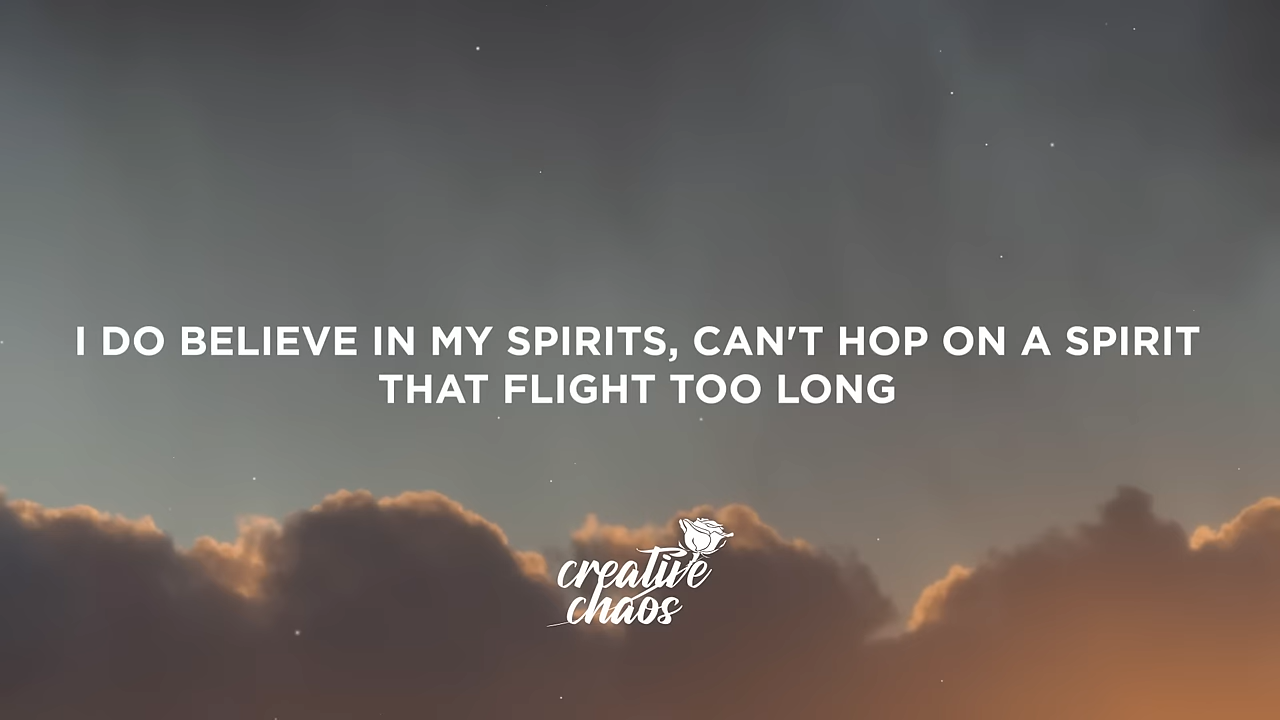 I DO BELIEVE IN MY SPIRITS, CAN'T HOP ON A SPIRIT
THAT FLIGHT TOO LONG
creative
chaos